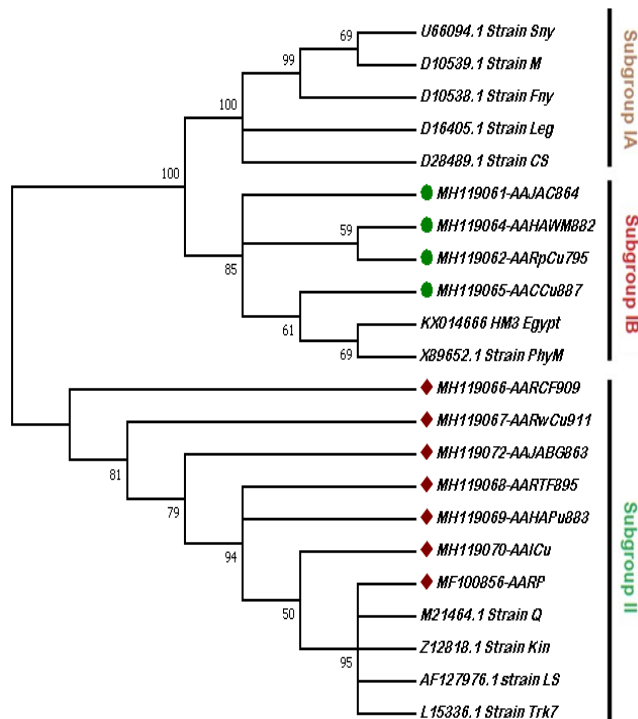 U66094.1 Strain Sny
69
D10539.1 Strain M
99
D10538.1 Strain Fny
100
D16405.1 Strain Leg
D28489.1 Strain CS
Subgroup IA
100
MH119061-AAJAC864
MH119064-AAHAWM882
59
MH119062-AARpCu795
85
MH119065-AACCu887
61
KX014666 HM3 Egypt
69
X89652.1 Strain PhyM
Subgroup IB
MH119066-AARCF909
MH119067-AARwCu911
81
MH119072-AAJABG863
79
MH119068-AARTF895
MH119069-AAHAPu883
94
MH119070-AAICu
50
MF100856-AARP
M21464.1 Strain Q
Z12818.1 Strain Kin
95
AF127976.1 strain LS
L15336.1 Strain Trk7
Subgroup II